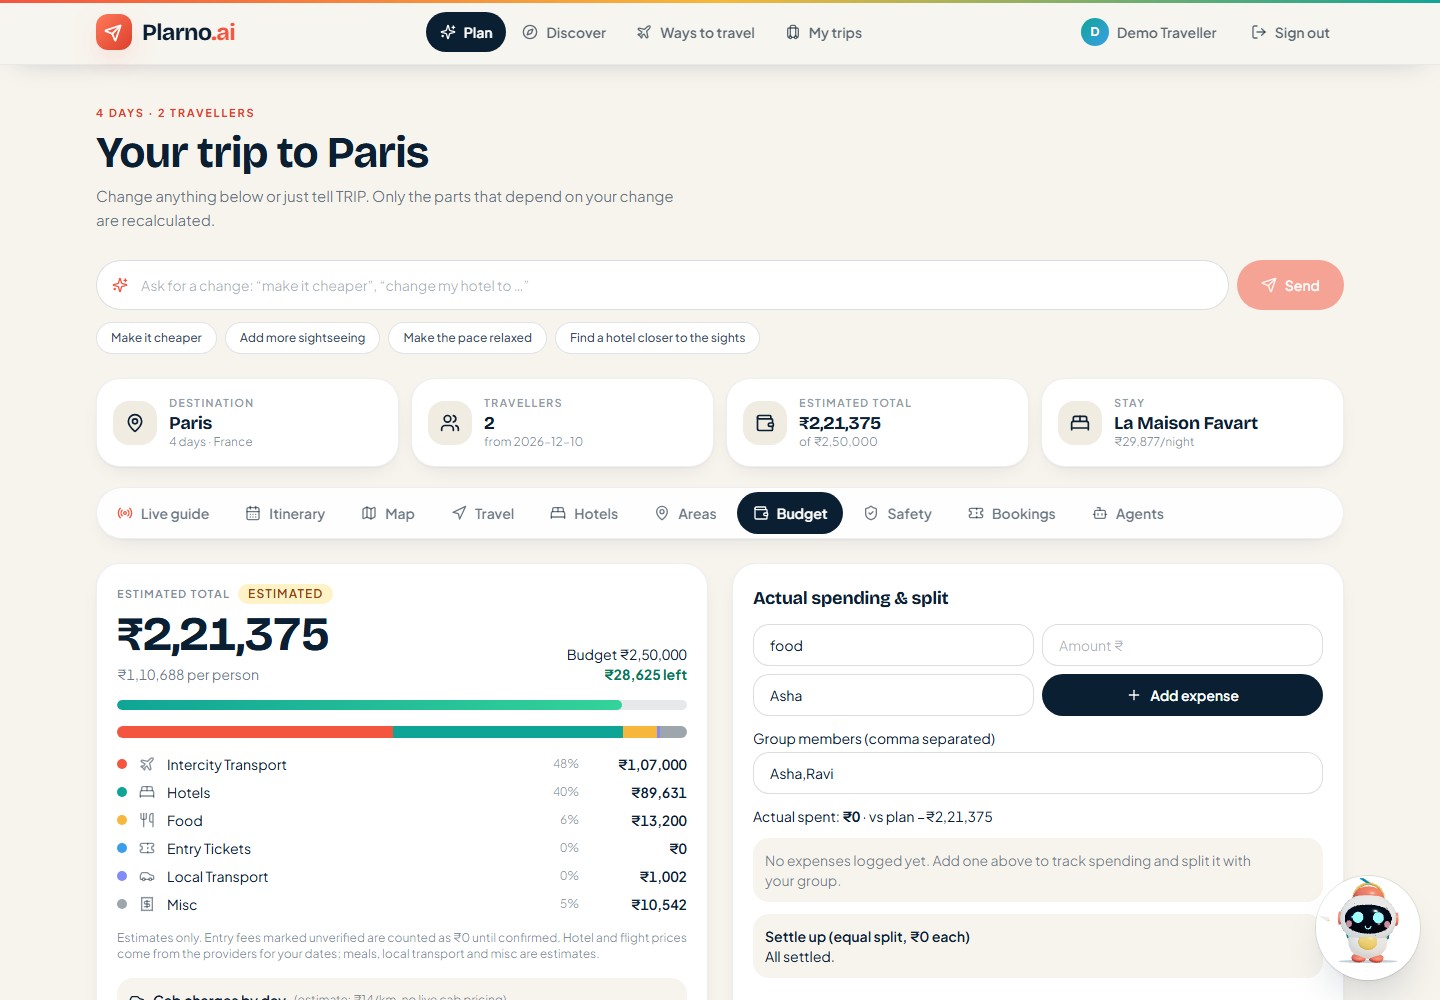 Plarno.ai
Plan
Discover
Ways to travel
My trips
D
Demo Traveller
Sign out
4 DAYS · 2 TRAVELLERS
Your trip to Paris
Change anything below or just tell TRIP. Only the parts that depend on your change
are recalculated.
Ask for a change: “make it cheaper”, “change my hotel to …”
Send
Make it cheaper
Add more sightseeing
Make the pace relaxed
Find a hotel closer to the sights
DESTINATION
Paris
4 days · France
TRAVELLERS
2
from 2026-12-10
ESTIMATED TOTAL
₹2,21,375
of ₹2,50,000
STAY
La Maison Favart
₹29,877/night
Live guide
Itinerary
Map
Travel
Hotels
Areas
Budget
Safety
Bookings
Agents
ESTIMATED TOTAL ESTIMATED
₹2,21,375
₹1,10,688 per person
Budget ₹2,50,000
₹28,625 left
Intercity Transport 48% ₹1,07,000
Hotels 40% ₹89,631
Food 6% ₹13,200
Entry Tickets 0% ₹0
Local Transport 0% ₹1,002
Misc 5% ₹10,542
Estimates only. Entry fees marked unverified are counted as ₹0 until confirmed. Hotel and flight prices
come from the providers for your dates; meals, local transport and misc are estimates.
Cab charges by day (estimate: ₹14/km, no live cab pricing)
Actual spending & split
food
Amount ₹
Asha
+ Add expense
Group members (comma separated)
Asha,Ravi
Actual spent: ₹0 · vs plan −₹2,21,375
No expenses logged yet. Add one above to track spending and split it with
your group.
Settle up (equal split, ₹0 each)
All settled.